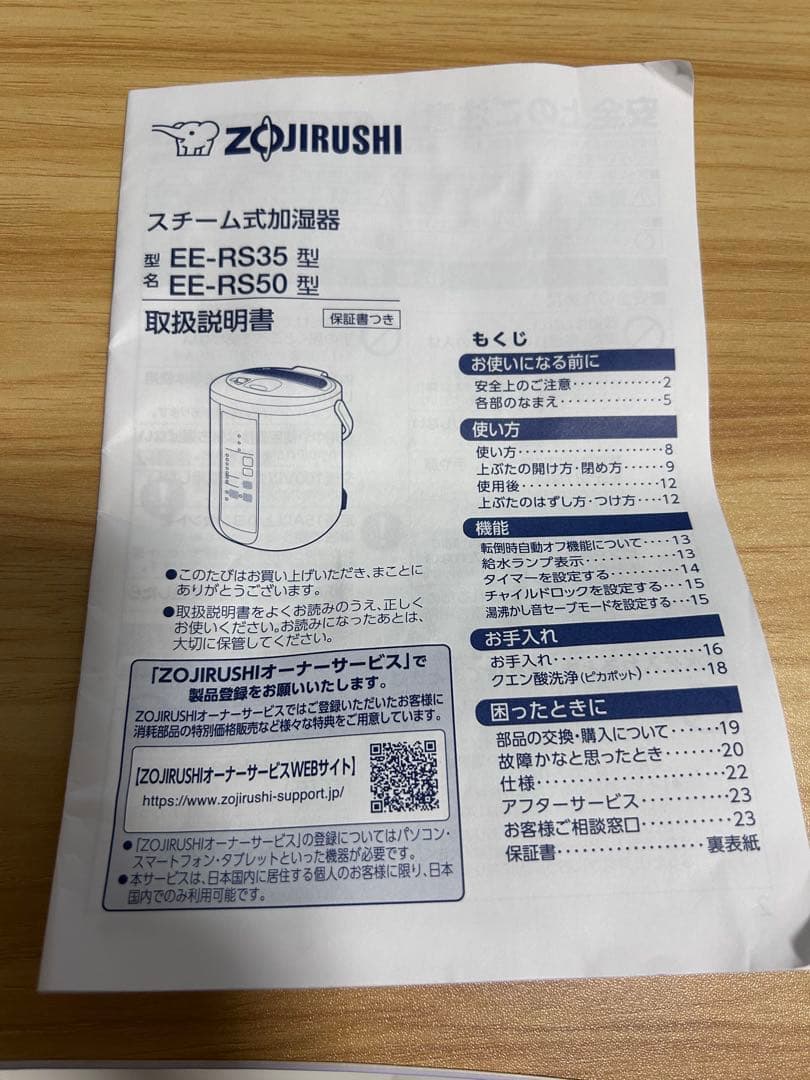 ZOJIRUSHI
スチーム式加湿器
型名 EE-RS35 型
EE-RS50 型
取扱説明書 保証書つき
●このたびはお買い上げいただき、まことに
ありがとうございます。
●取扱説明書をよくお読みのうえ、正しく
お使いください。お読みになったあとは、
大切に保管してください。
「ZOJIRUSHIオーナーサービス」で
製品登録をお願いいたします。
ZOJIRUSHIオーナーサービスではご登録いただいたお客様に
消耗部品の特別価格販売など様々な特典をご用意しています。
【ZOJIRUSHIオーナーサービスWEBサイト】
https://www.zojirushi-support.jp/
●「ZOJIRUSHIオーナーサービス」の登録についてはパソコン・
スマートフォン・タブレットといった機器が必要です。
●本サービスは、日本国内に居住する個人のお客様に限り、日本
国内でのみ利用可能です。
もくじ
お使いになる前に
安全上のご注意・・・・・・・・・・・2
各部のなまえ・・・・・・・・・・・・・5
使い方
使い方・・・・・・・・・・・・・・・・・・8
上ぶたの開け方・閉め方・・・・・9
使用後・・・・・・・・・・・・・・・・・12
上ぶたのはずし方・つけ方・・・・12
機能
転倒時自動オフ機能について・・・・13
給水ランプ表示・・・・・・・・・・・13
タイマーを設定する・・・・・・・・14
チャイルドロックを設定する・・・15
湯沸かし音セーブモードを設定する・・・15
お手入れ
お手入れ・・・・・・・・・・・・・・・・16
クエン酸洗浄(ピカポット)・・・・・・18
困ったときに
部品の交換・購入について・・・・・・19
故障かなと思ったとき・・・・・・・20
仕様・・・・・・・・・・・・・・・・・・22
アフターサービス・・・・・・・・・・23
お客様ご相談窓口・・・・・・・・・・23
保証書・・・・・・・・・・・・・・・裏表紙